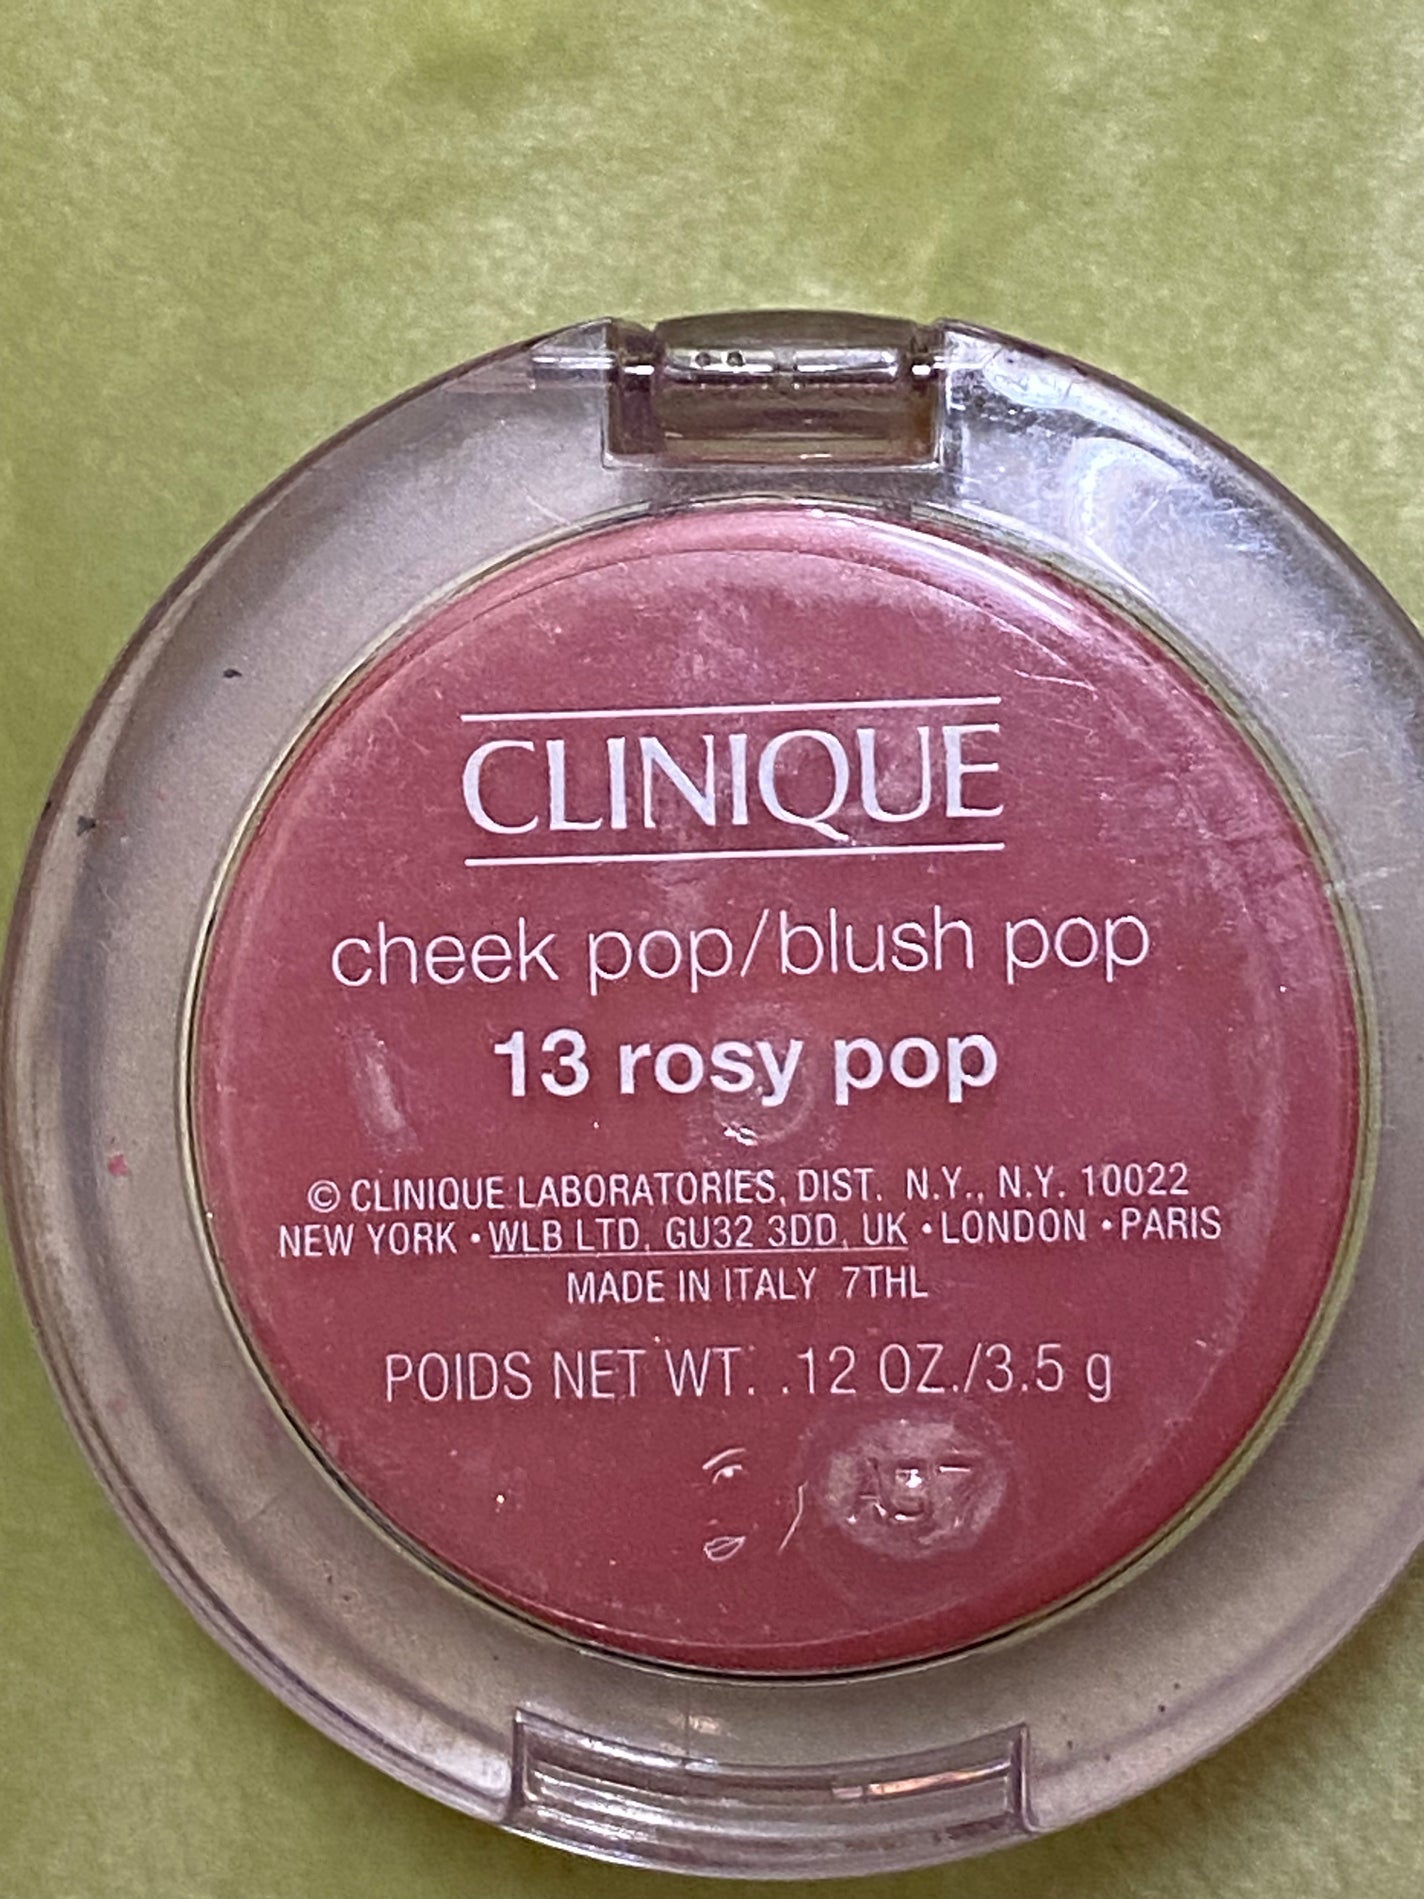 CLINIQUE
cheek pop/blush pop
13 rosy pop
© CLINIQUE LABORATORIES, DIST. N.Y., N.Y. 10022
NEW YORK • WLB LTD, GU32 3DD, UK • LONDON • PARIS
MADE IN ITALY 7THL
POIDS NET WT. .12 OZ./3.5 g